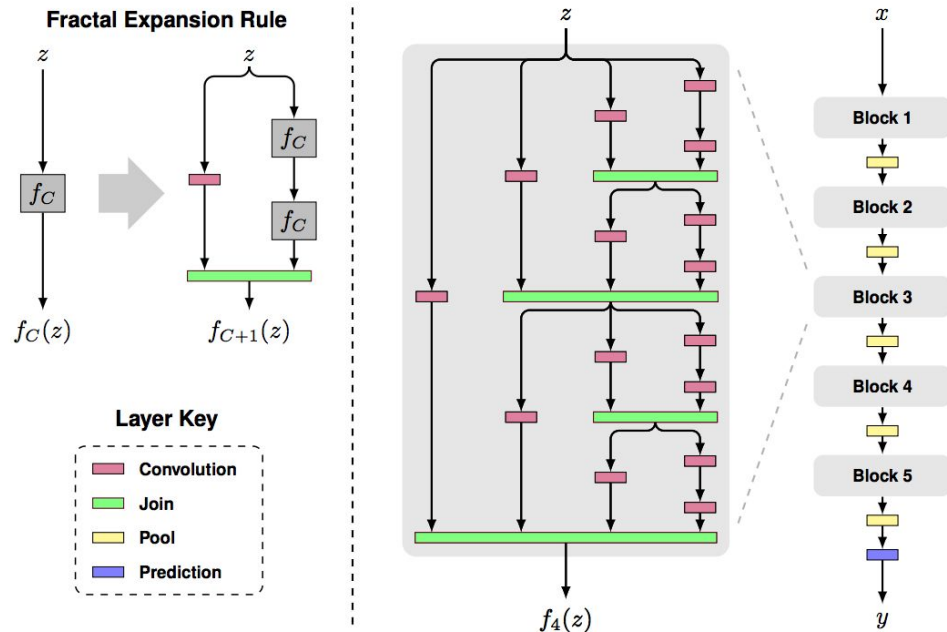 Fractal Expansion Rule
z
z
f_C
f_C
f_C
f_C(z)
f_{C+1}(z)
Layer Key
Convolution
Join
Pool
Prediction
z
f_4(z)
x
Block 1
Block 2
Block 3
Block 4
Block 5
y